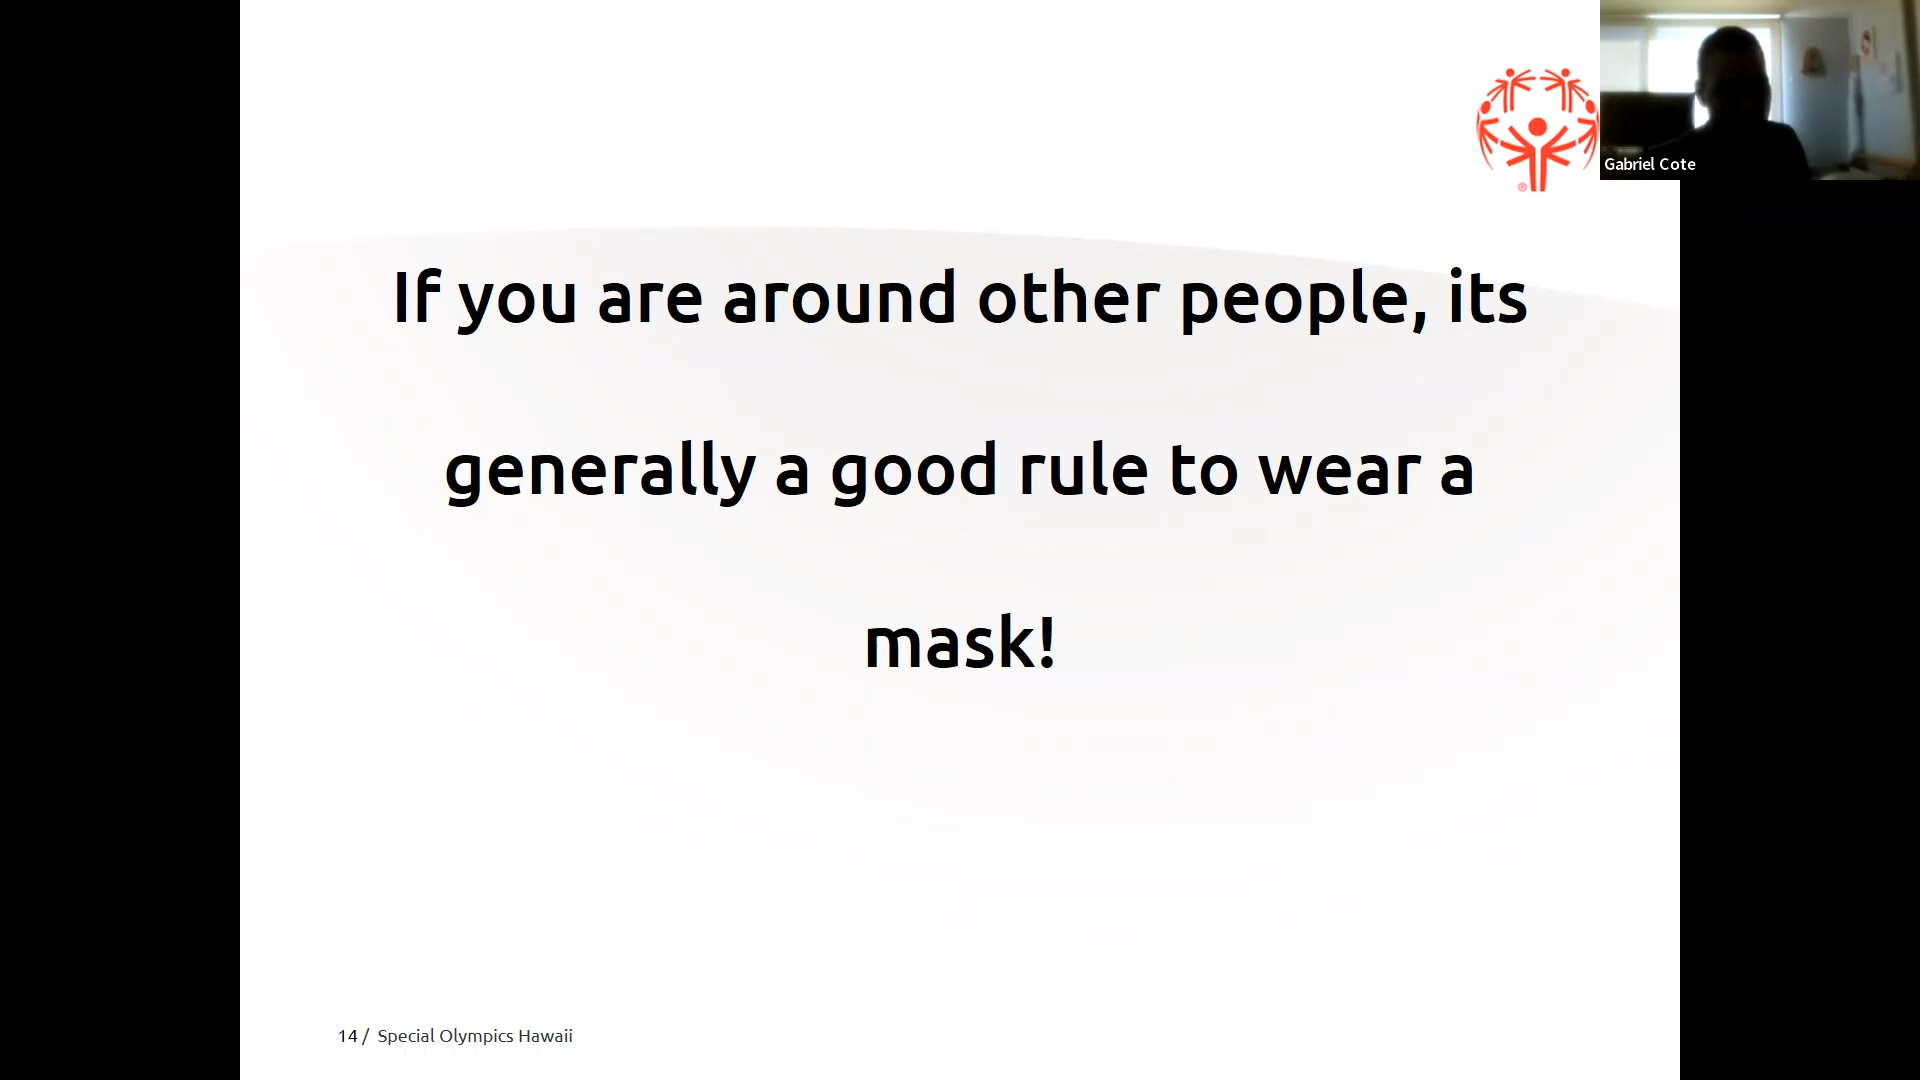 Gabriel Cote
If you are around other people, its
generally a good rule to wear a
mask!
14 / Special Olympics Hawaii